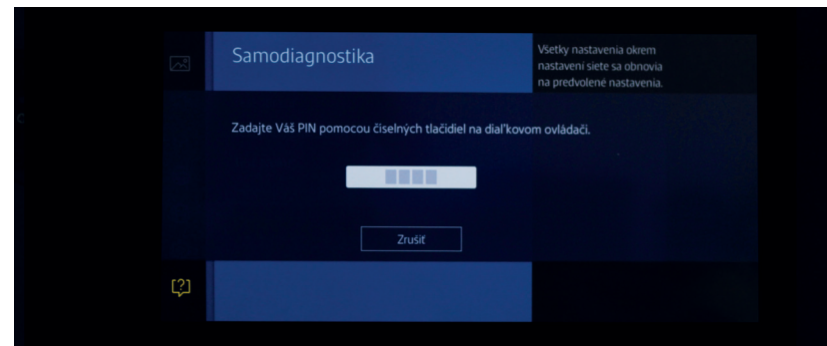 Samodiagnostika
Všetky nastavenia okrem
nastavení siete sa obnovia
na predvolené nastavenia.
Zadajte Váš PIN pomocou číselných tlačidiel na diaľkovom ovládači.
Zrušiť
[?]